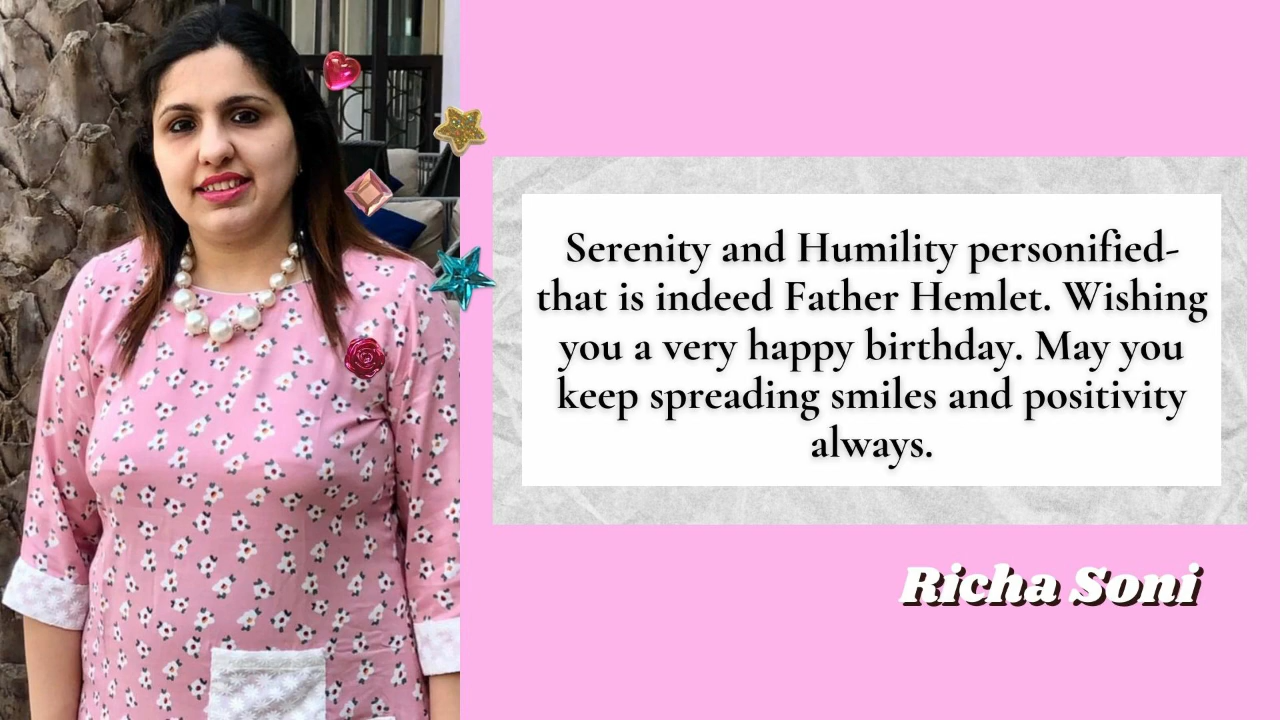 Serenity and Humility personified-
that is indeed Father Hemlet. Wishing
you a very happy birthday. May you
keep spreading smiles and positivity
always.
Richa Soni